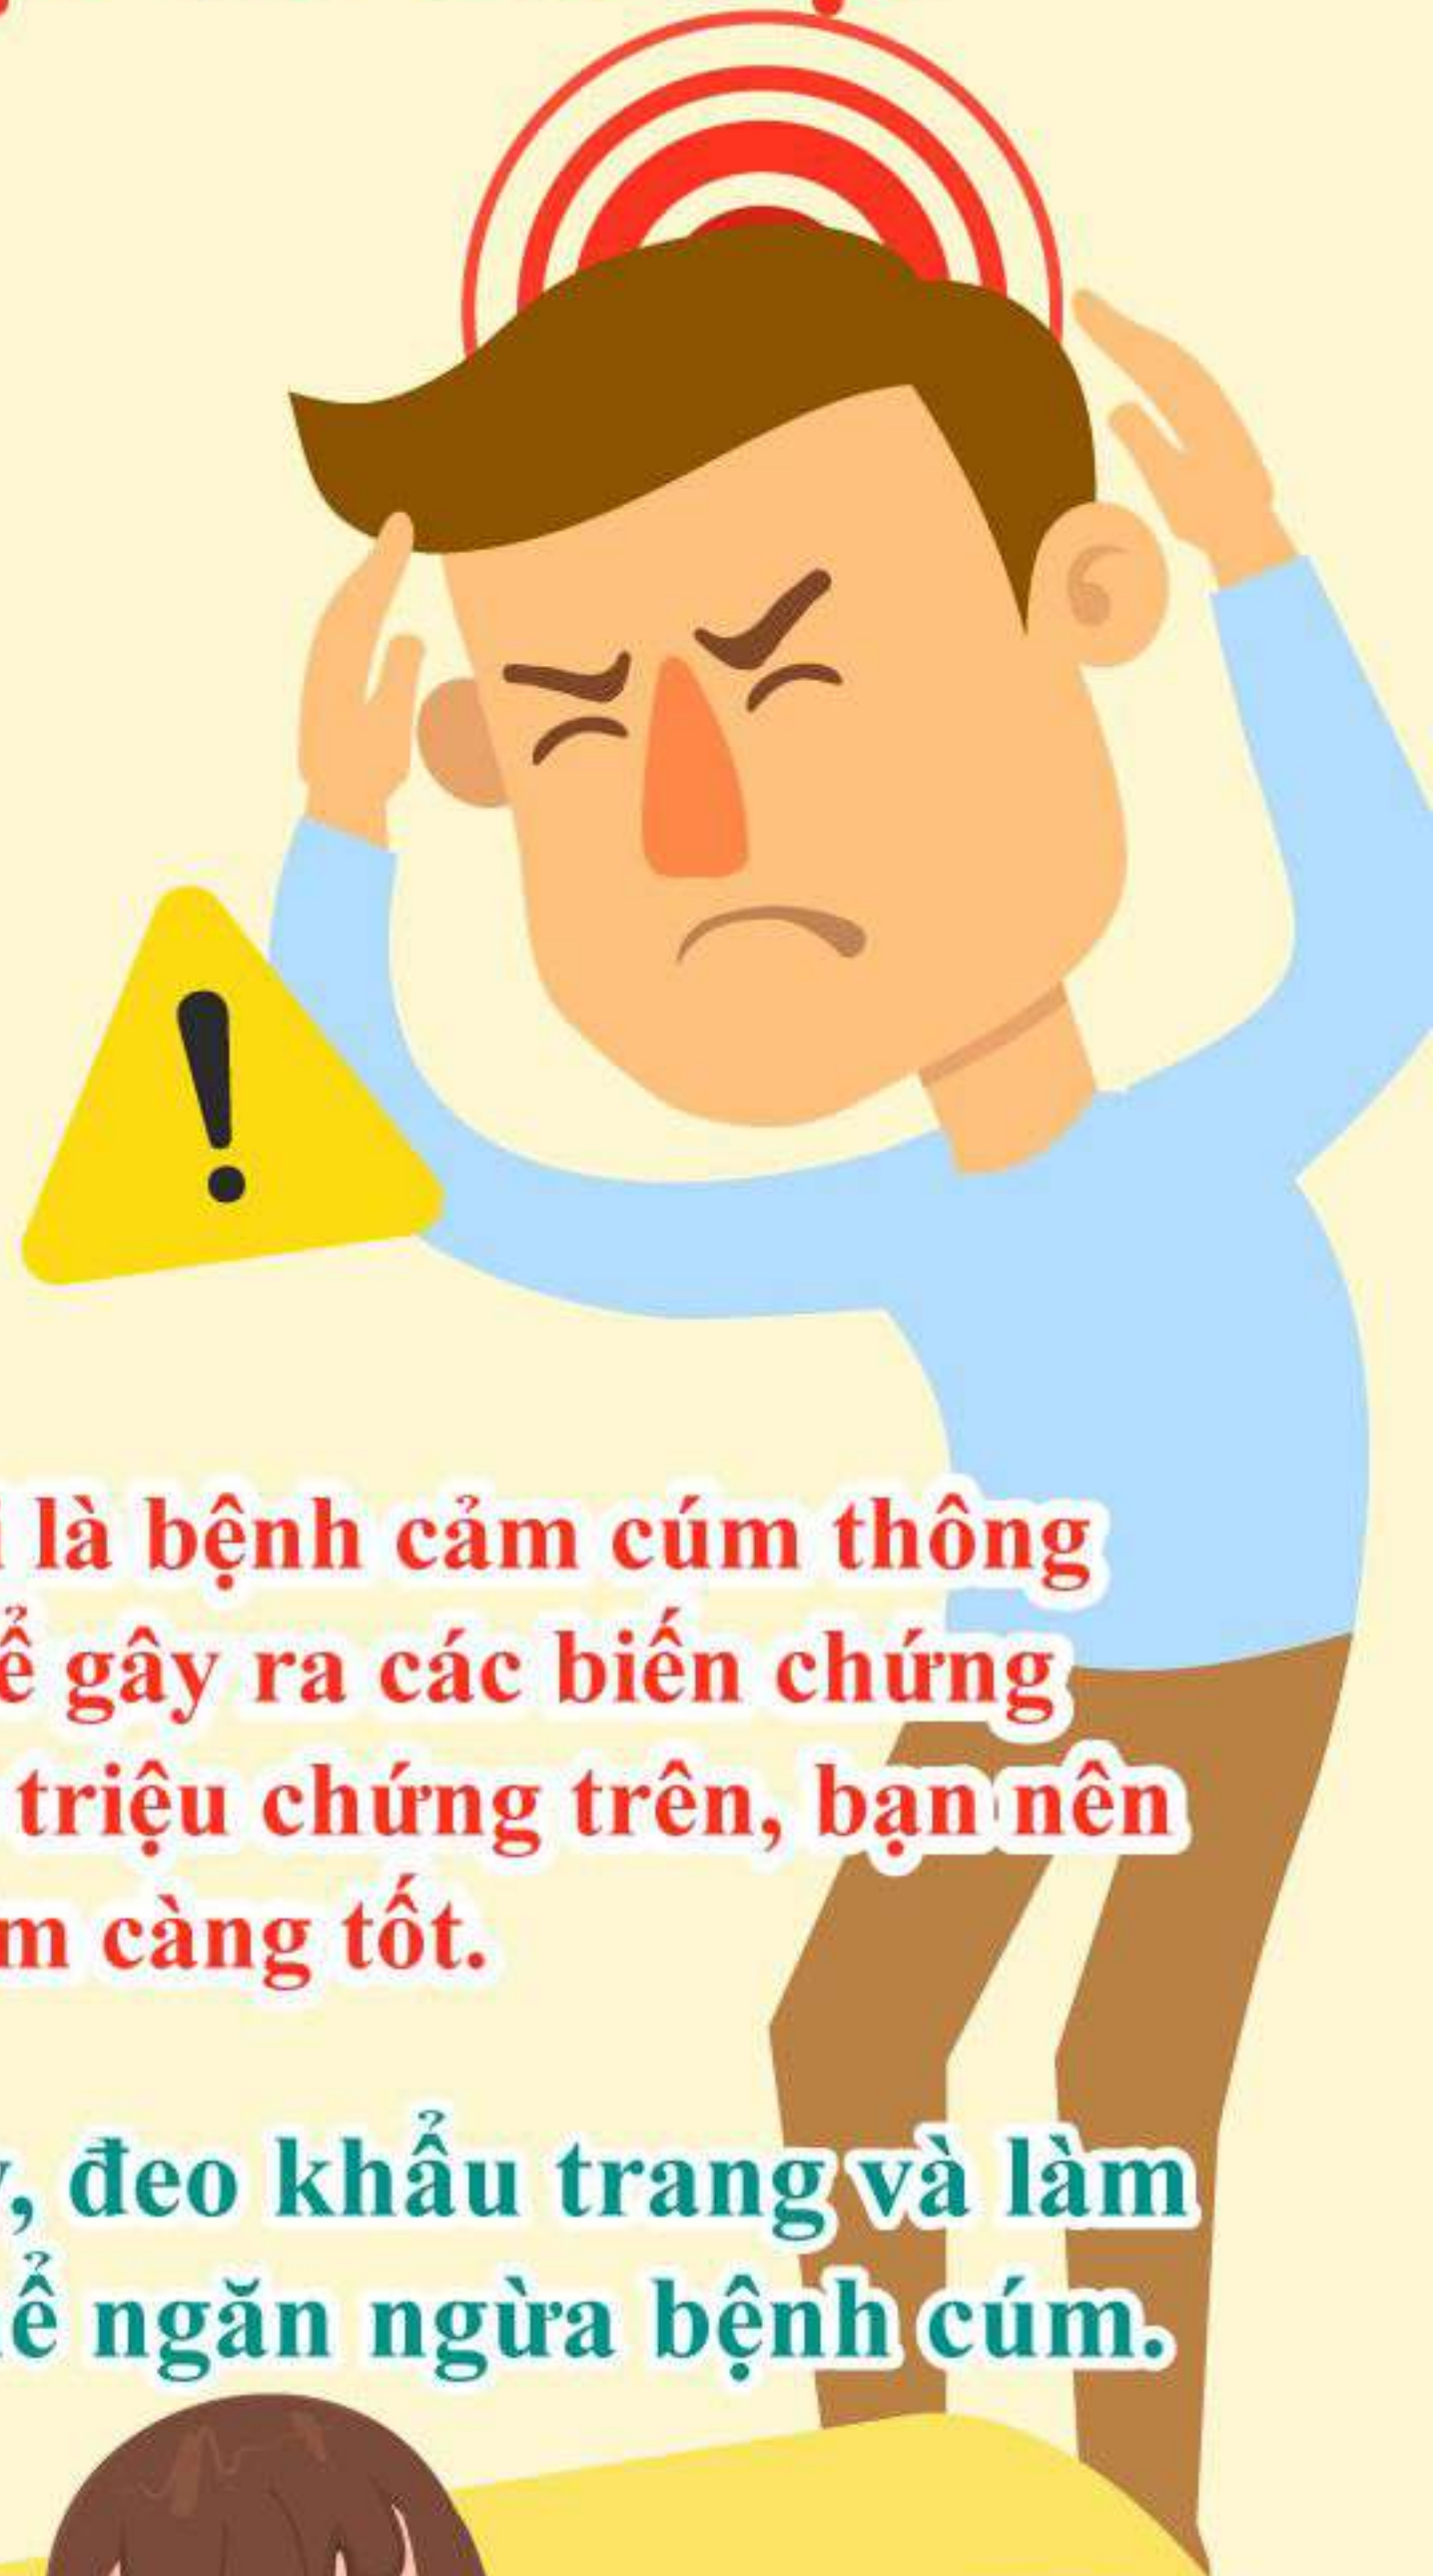 là bệnh cảm cúm thông
gây ra các biến chứng
triệu chứng trên, bạn nên
càng tốt.
đeo khẩu trang và làm
ngăn ngừa bệnh cúm.